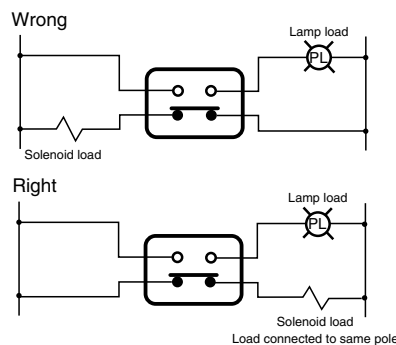 Wrong
Lamp load
PL
Solenoid load
Right
Lamp load
PL
Solenoid load
Load connected to same pole